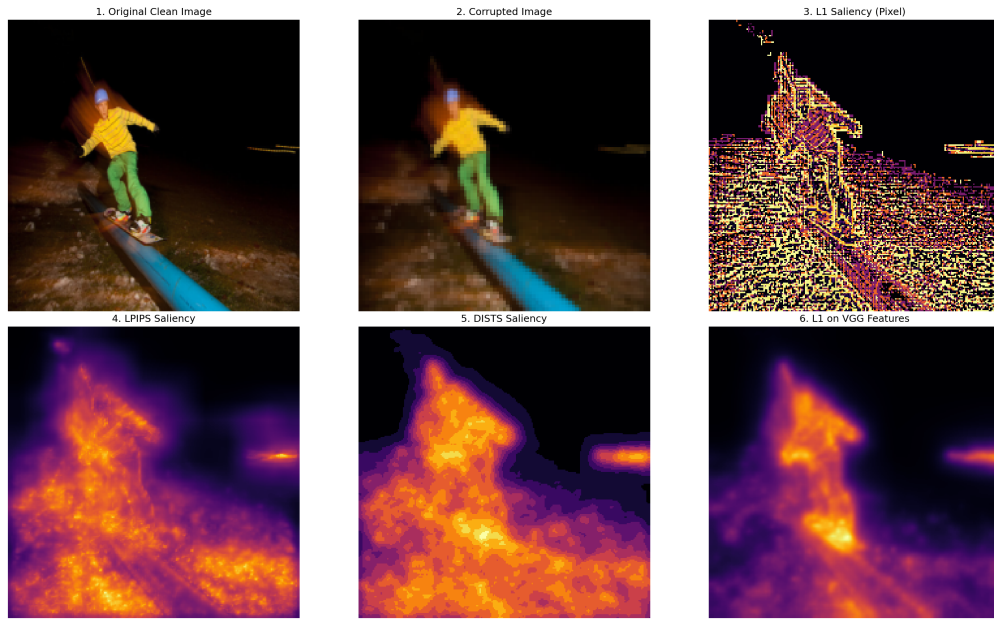 1. Original Clean Image
2. Corrupted Image
3. L1 Saliency (Pixel)
4. LPIPS Saliency
5. DISTS Saliency
6. L1 on VGG Features